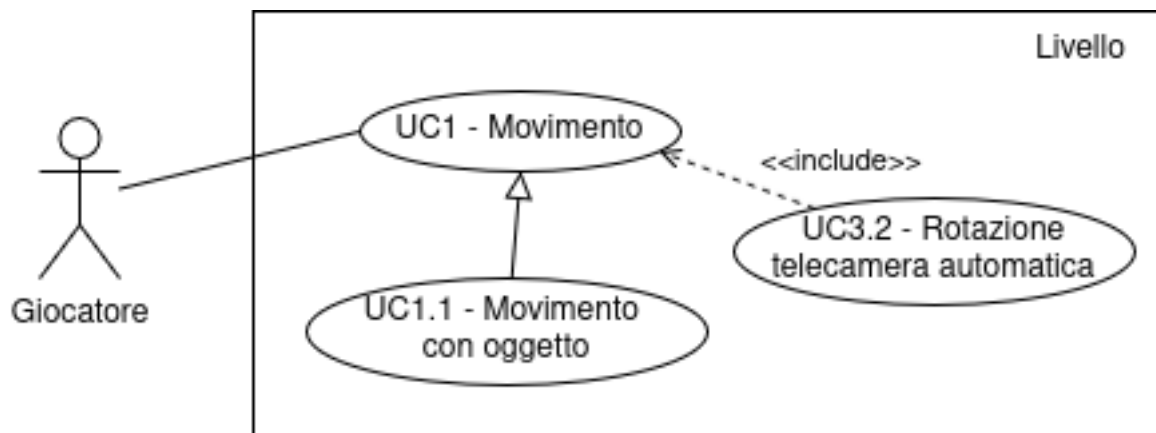 Livello
UC1 - Movimento
<<include>>
UC3.2 - Rotazione
telecamera automatica
UC1.1 - Movimento
con oggetto
Giocatore